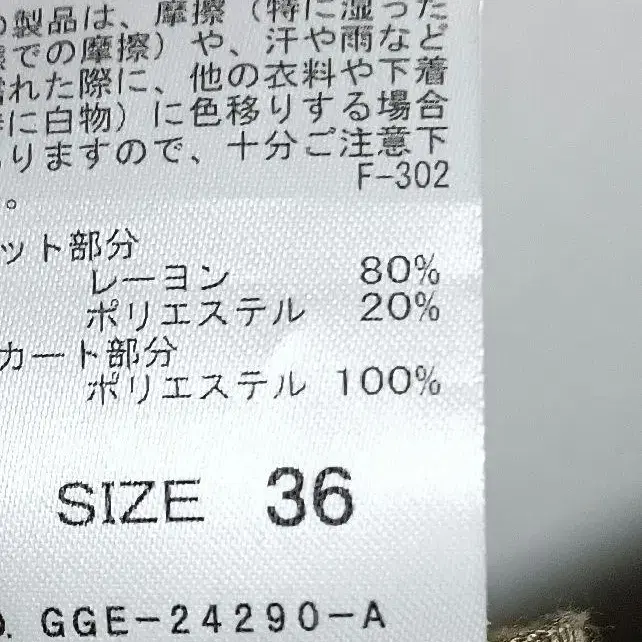 製品は、摩擦（特に湿った
態での摩擦）や、汗や雨など
れた際に、他の衣料や下着
に白物）に色移りする場合
りますので、十分ご注意下
F-302
。
ット部分
レーヨン 80%
ポリエステル 20%
カート部分
ポリエステル 100%
SIZE 36
. GGE-24290-A